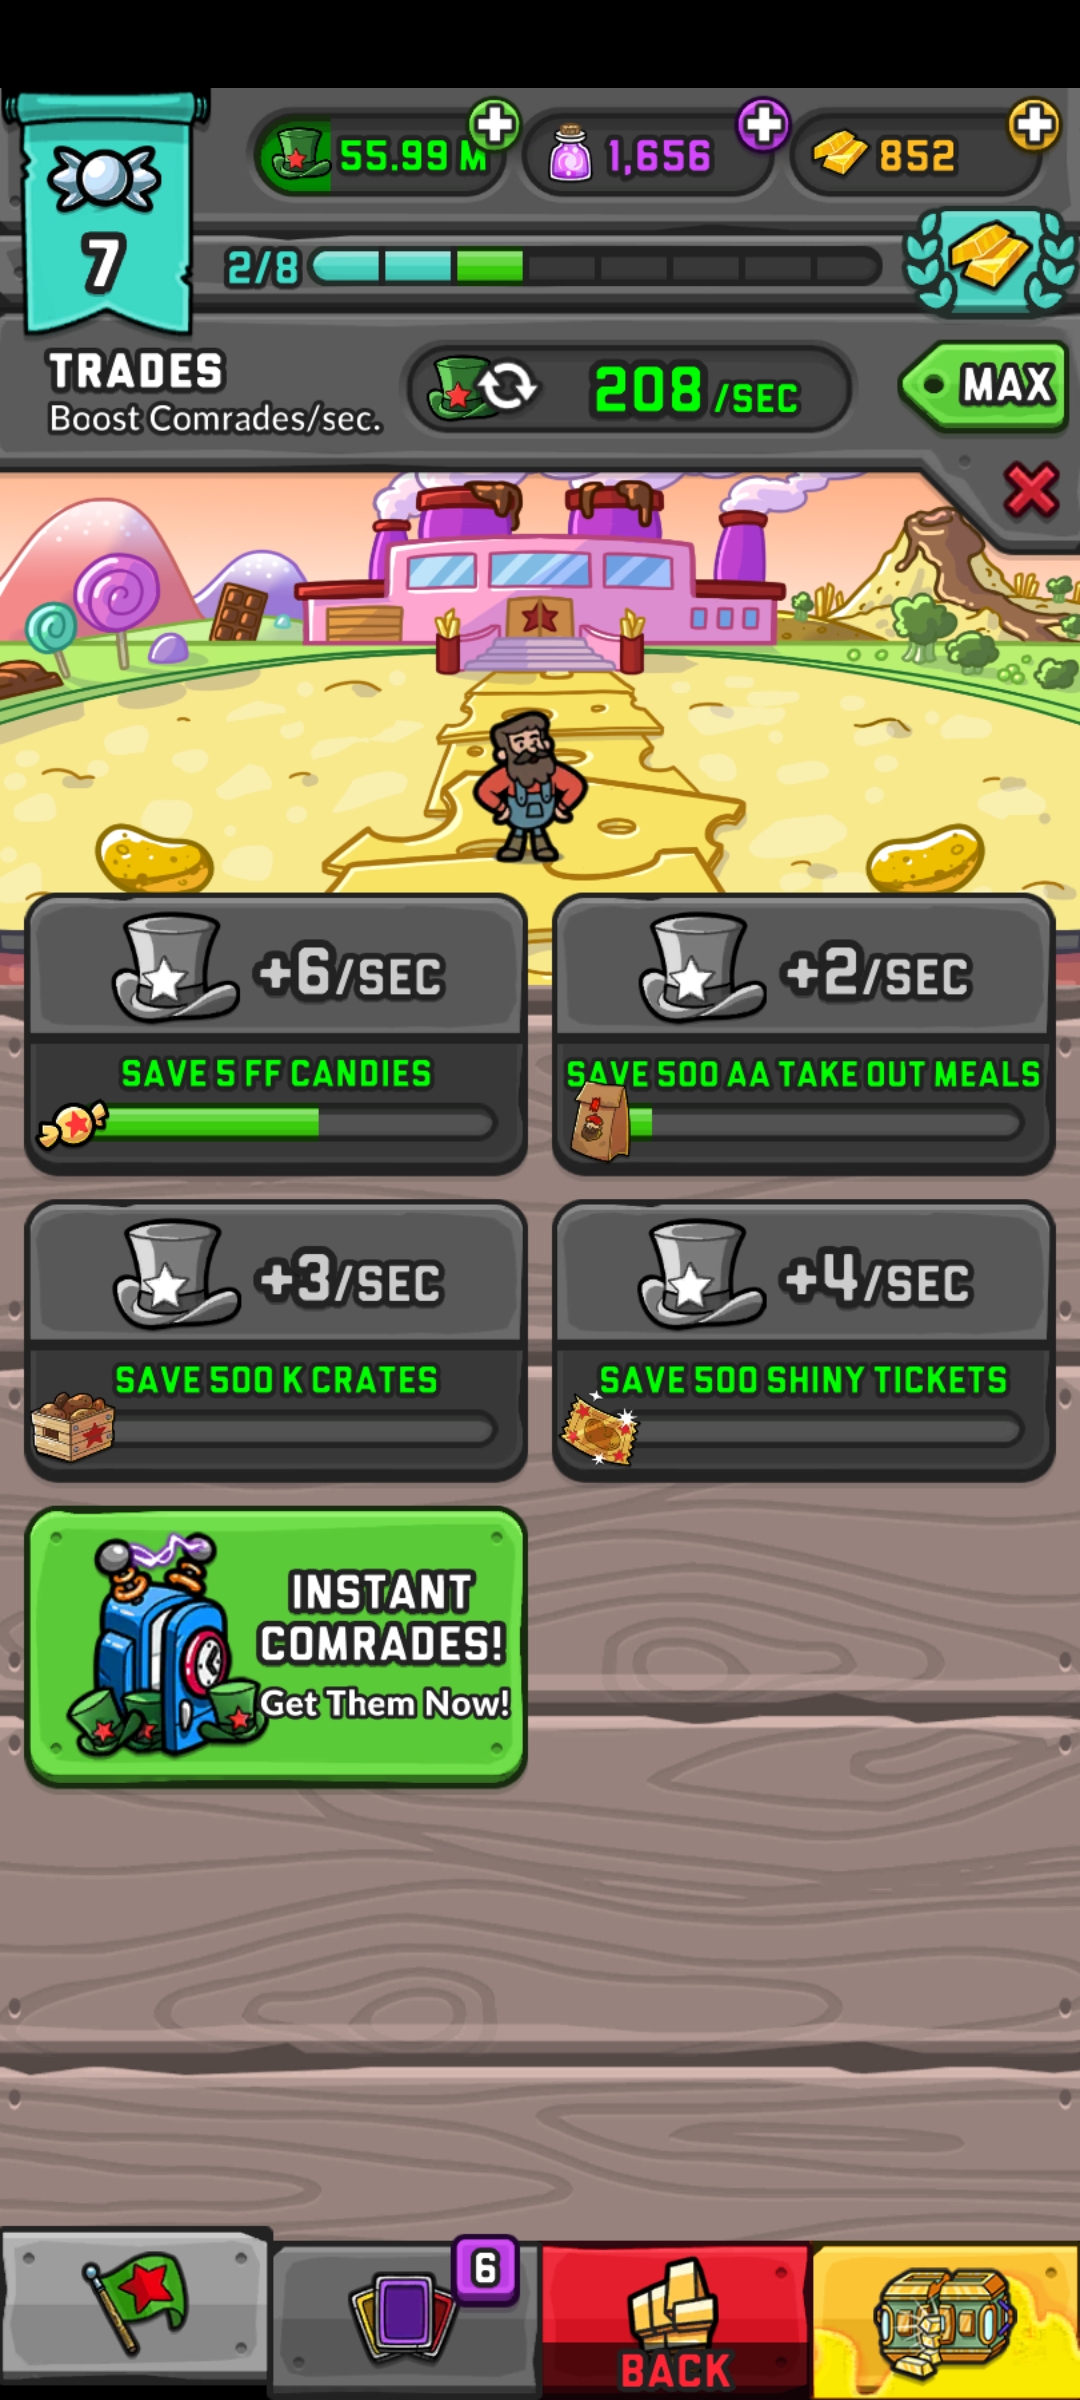 55.99 M
1,656
852
7
2/8
TRADES
Boost Comrades/sec.
208 /SEC
MAX
+6/SEC
SAVE 5 FF CANDIES
+2/SEC
SAVE 500 AA TAKE OUT MEALS
+3/SEC
SAVE 500 K CRATES
+4/SEC
SAVE 500 SHINY TICKETS
INSTANT
COMRADES!
Get Them Now!
6
BACK